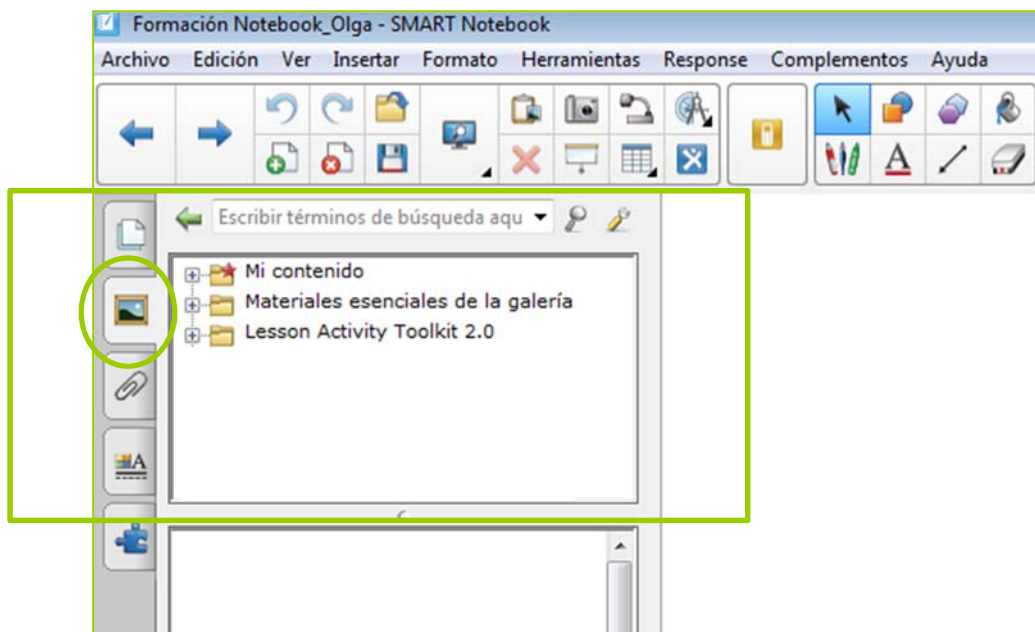 Formación Notebook_Olga - SMART Notebook
Archivo Edición Ver Insertar Formato Herramientas Response Complementos Ayuda
A
Escribir términos de búsqueda aqu
Mi contenido
Materiales esenciales de la galería
Lesson Activity Toolkit 2.0
A